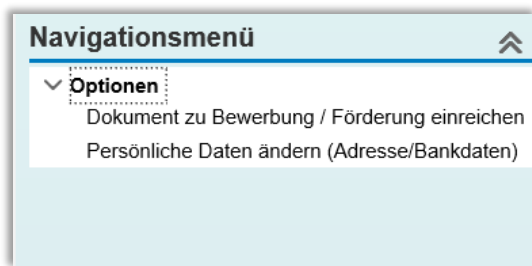 Navigationsmenü
Optionen
Dokument zu Bewerbung / Förderung einreichen
Persönliche Daten ändern (Adresse/Bankdaten)